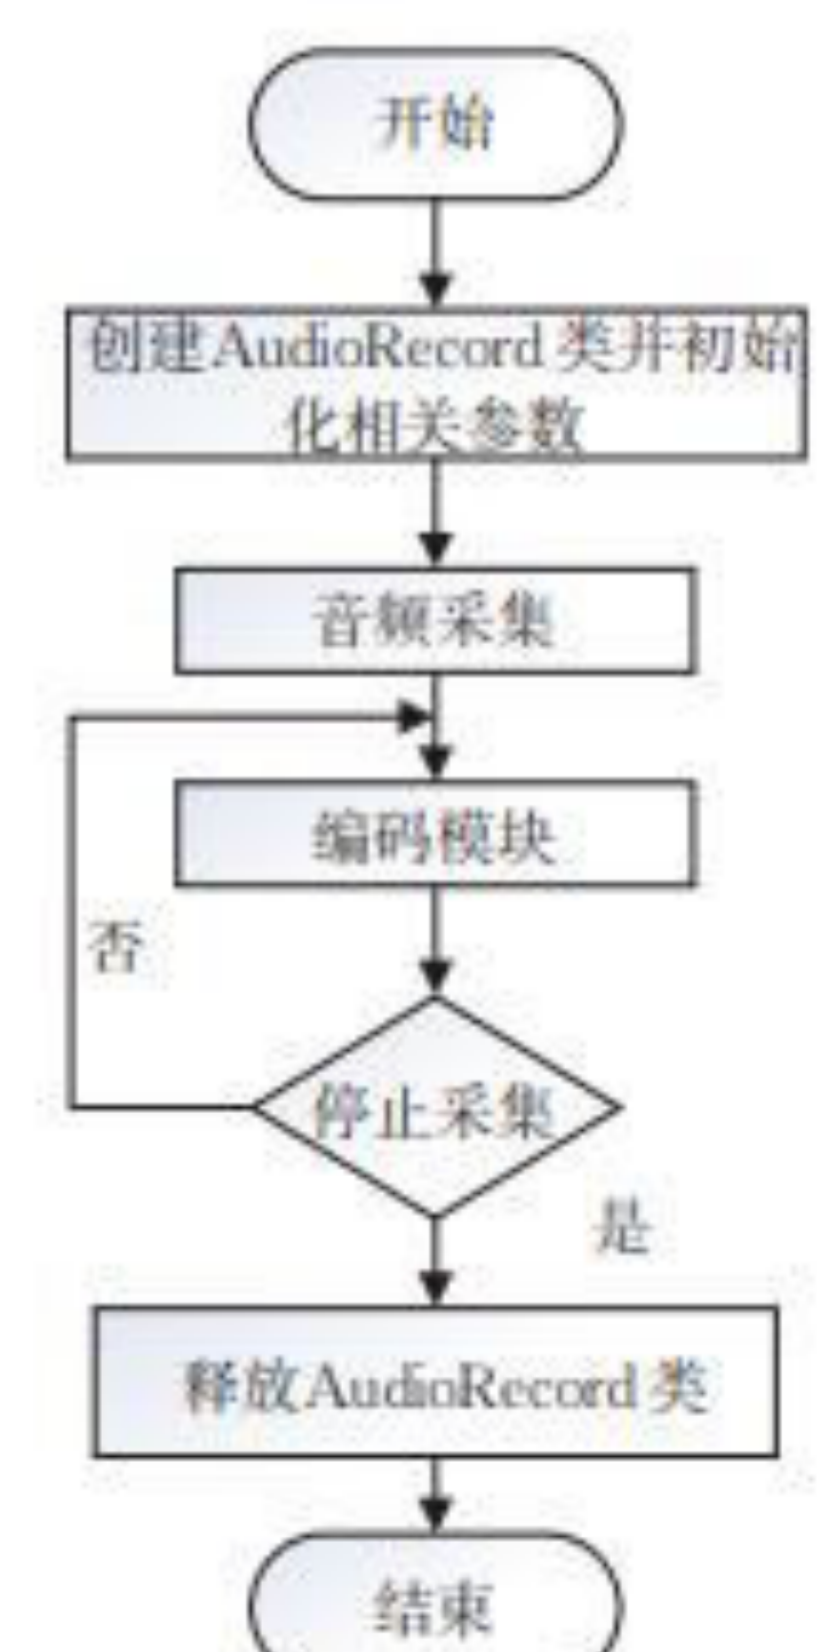 开始
创建AudioRecord 类并初始
化相关参数
音频采集
编码模块
否
停止采集
是
释放AudioRecord 类
结束